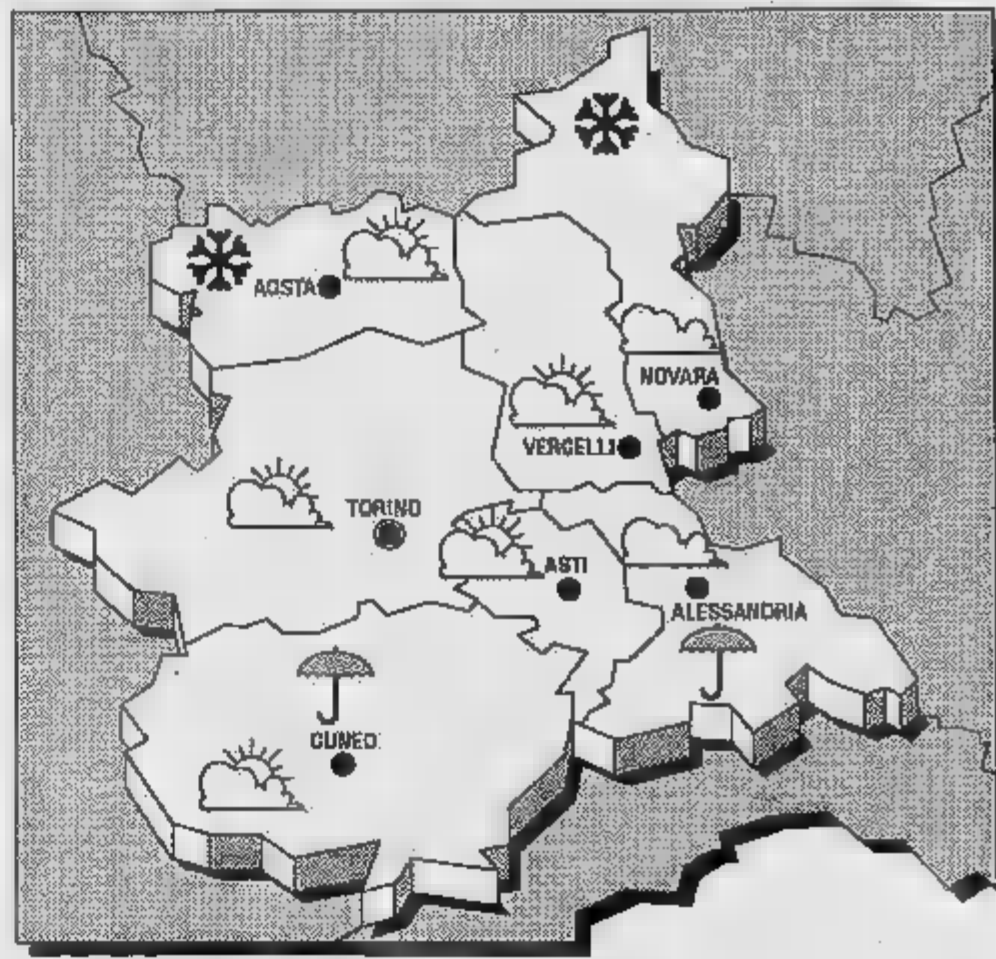 AOSTA
NOVARA
VERCELLI
TORINO
ASTI
ALESSANDRIA
CUNEO